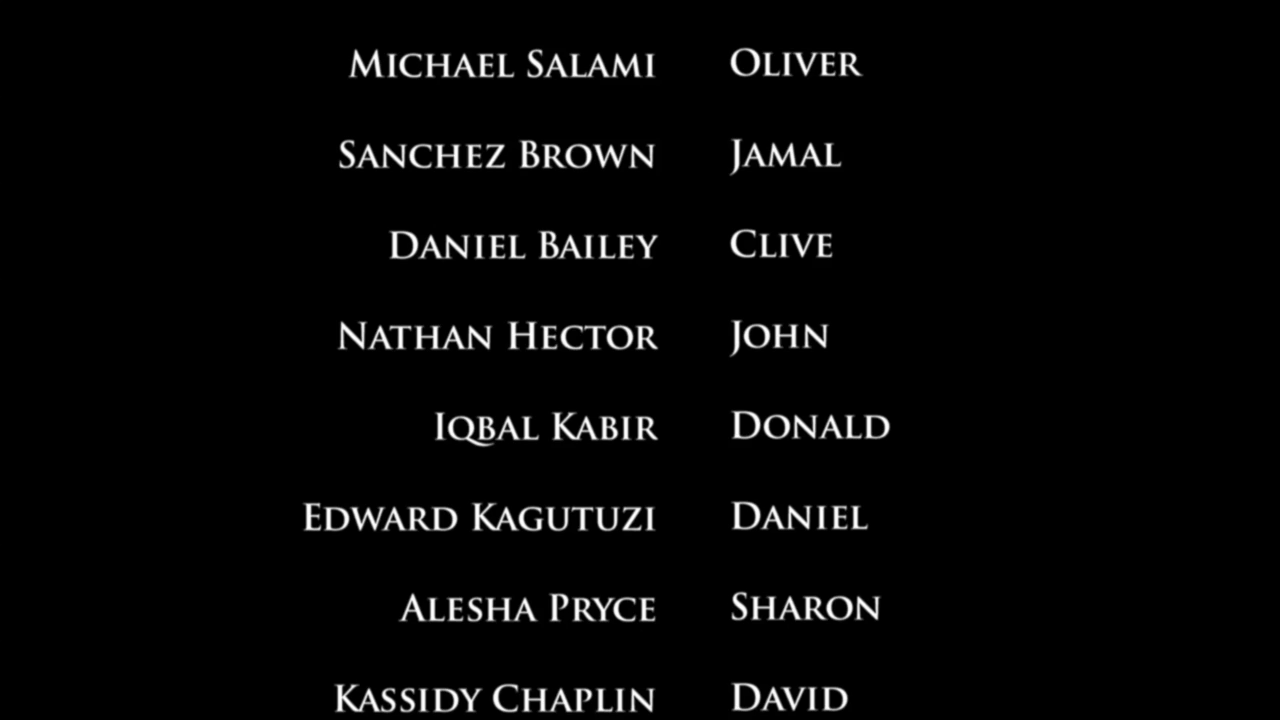 Michael Salami Oliver
Sanchez Brown Jamal
Daniel Bailey Clive
Nathan Hector John
Iqbal Kabir Donald
Edward Kagutuzi Daniel
Alesha Pryce Sharon
Kassidy Chaplin David